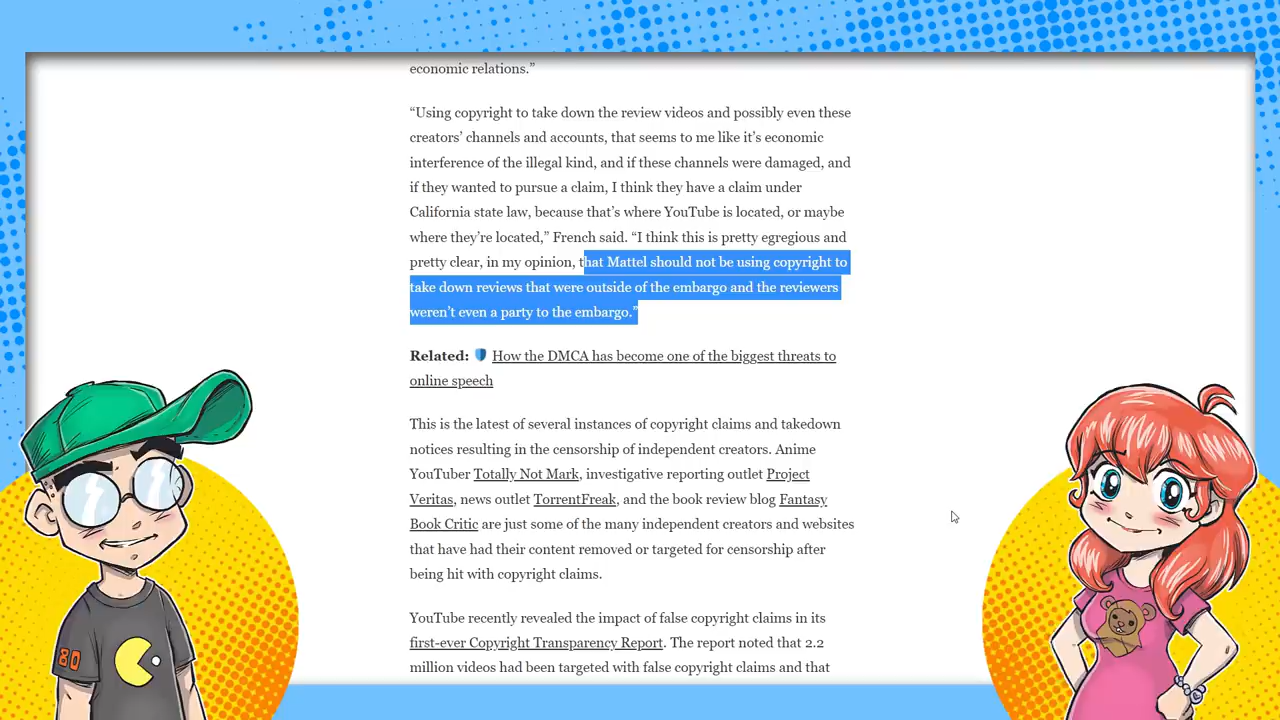 economic relations.”
“Using copyright to take down the review videos and possibly even these
creators’ channels and accounts, that seems to me like it’s economic
interference of the illegal kind, and if these channels were damaged, and
if they wanted to pursue a claim, I think they have a claim under
California state law, because that’s where YouTube is located, or maybe
where they’re located,” French said. “I think this is pretty egregious and
pretty clear, in my opinion, that Mattel should not be using copyright to
take down reviews that were outside of the embargo and the reviewers
weren’t even a party to the embargo.”
Related: How the DMCA has become one of the biggest threats to
online speech
This is the latest of several instances of copyright claims and takedown
notices resulting in the censorship of independent creators. Anime
YouTuber Totally Not Mark, investigative reporting outlet Project
Veritas, news outlet TorrentFreak, and the book review blog Fantasy
Book Critic are just some of the many independent creators and websites
that have had their content removed or targeted for censorship after
being hit with copyright claims.
YouTube recently revealed the impact of false copyright claims in its
first-ever Copyright Transparency Report. The report noted that 2.2
million videos had been targeted with false copyright claims and that
80